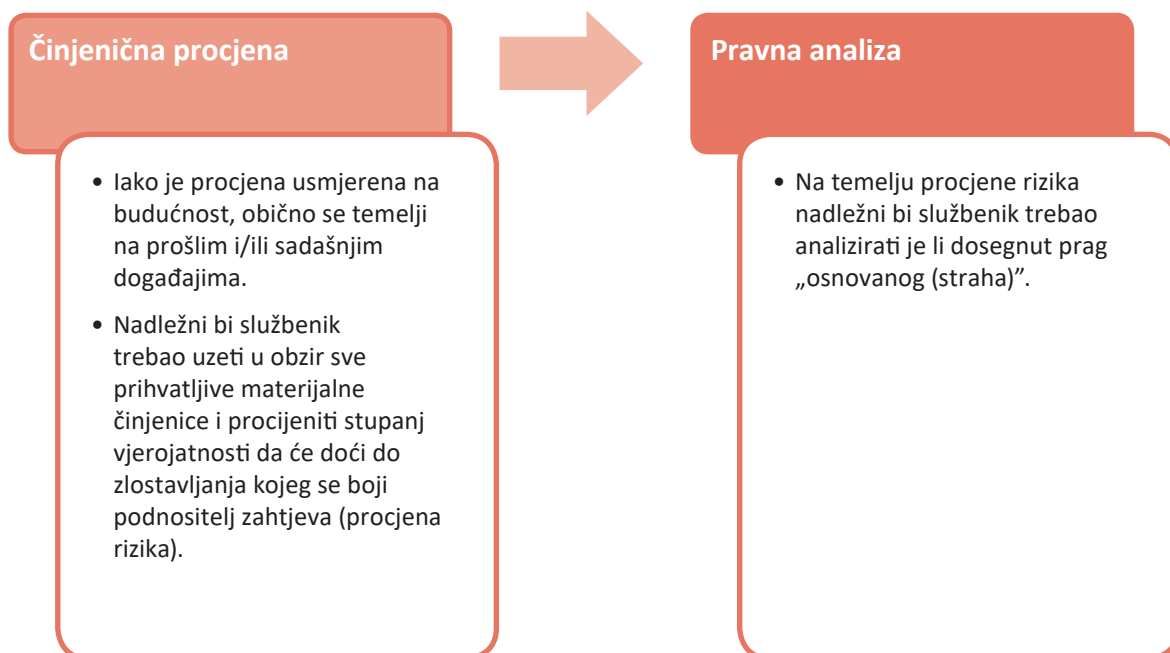 Činjenična procjena
• Iako je procjena usmjerena na
budućnost, obično se temelji
na prošlim i/ili sadašnjim
događajima.
• Nadležni bi službenik
trebao uzeti u obzir sve
prihvatljive materijalne
činjenice i procijeniti stupanj
vjerojatnosti da će doći do
zlostavljanja kojeg se boji
podnositelj zahtjeva (procjena
rizika).
Pravna analiza
• Na temelju procjene rizika
nadležni bi službenik trebao
analizirati je li dosegnut prag
„osnovanog (straha)”.